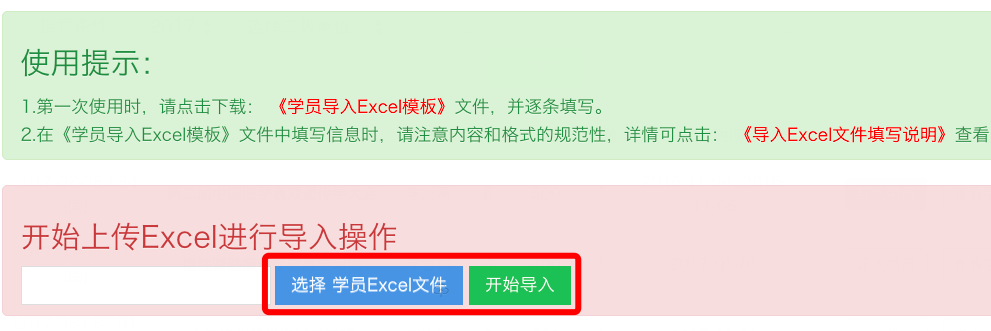 使用提示：
1.第一次使用时，请点击下载： 《学员导入Excel模板》文件，并逐条填写。
2.在《学员导入Excel模板》文件中填写信息时，请注意内容和格式的规范性，详情可点击： 《导入Excel文件填写说明》查看
开始上传Excel进行导入操作
选择 学员Excel文件 开始导入